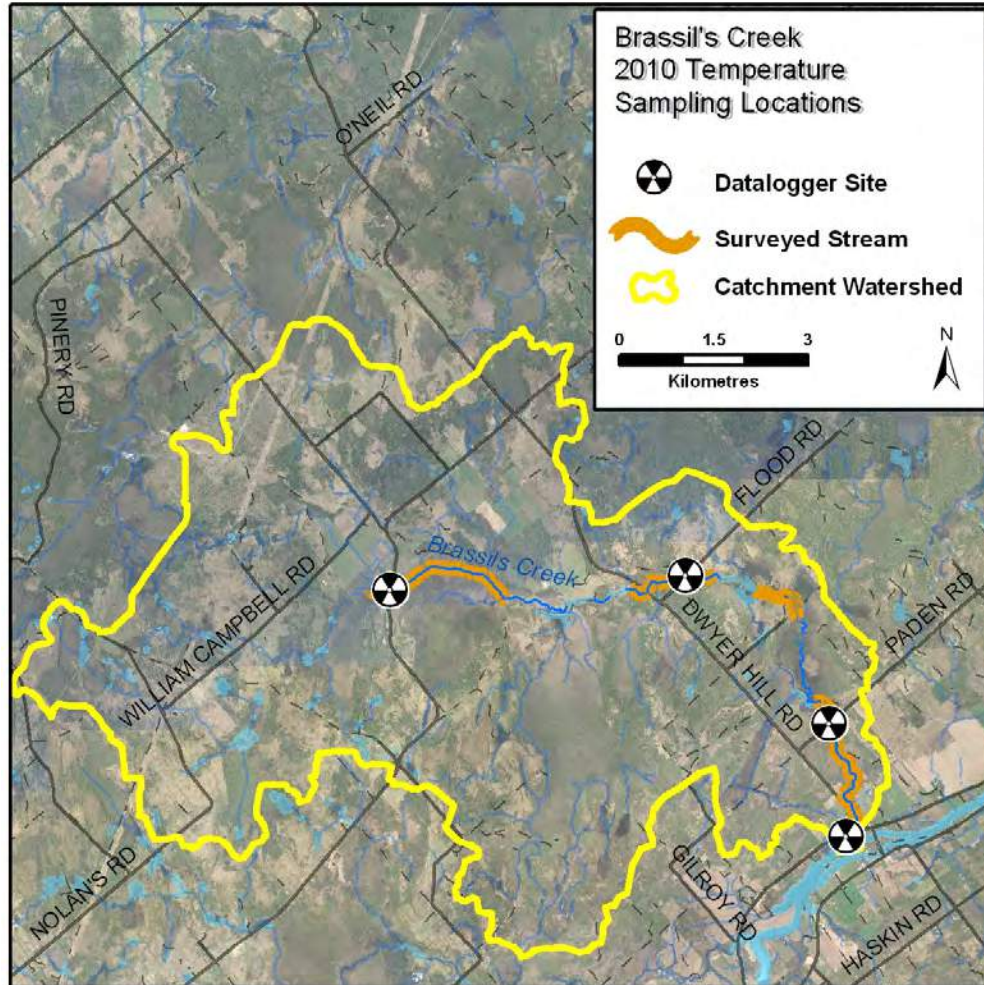 Brassil's Creek
2010 Temperature
Sampling Locations
Datalogger Site
Surveyed Stream
Catchment Watershed
0 1.5 3
Kilometres
N
O'NEIL RD
PINERY RD
FLOOD RD
Brassils Creek
WILLIAM CAMPBELL RD
PADEN RD
DWYER HILL RD
NOLAN'S RD
GILROY RD
HASKIN RD